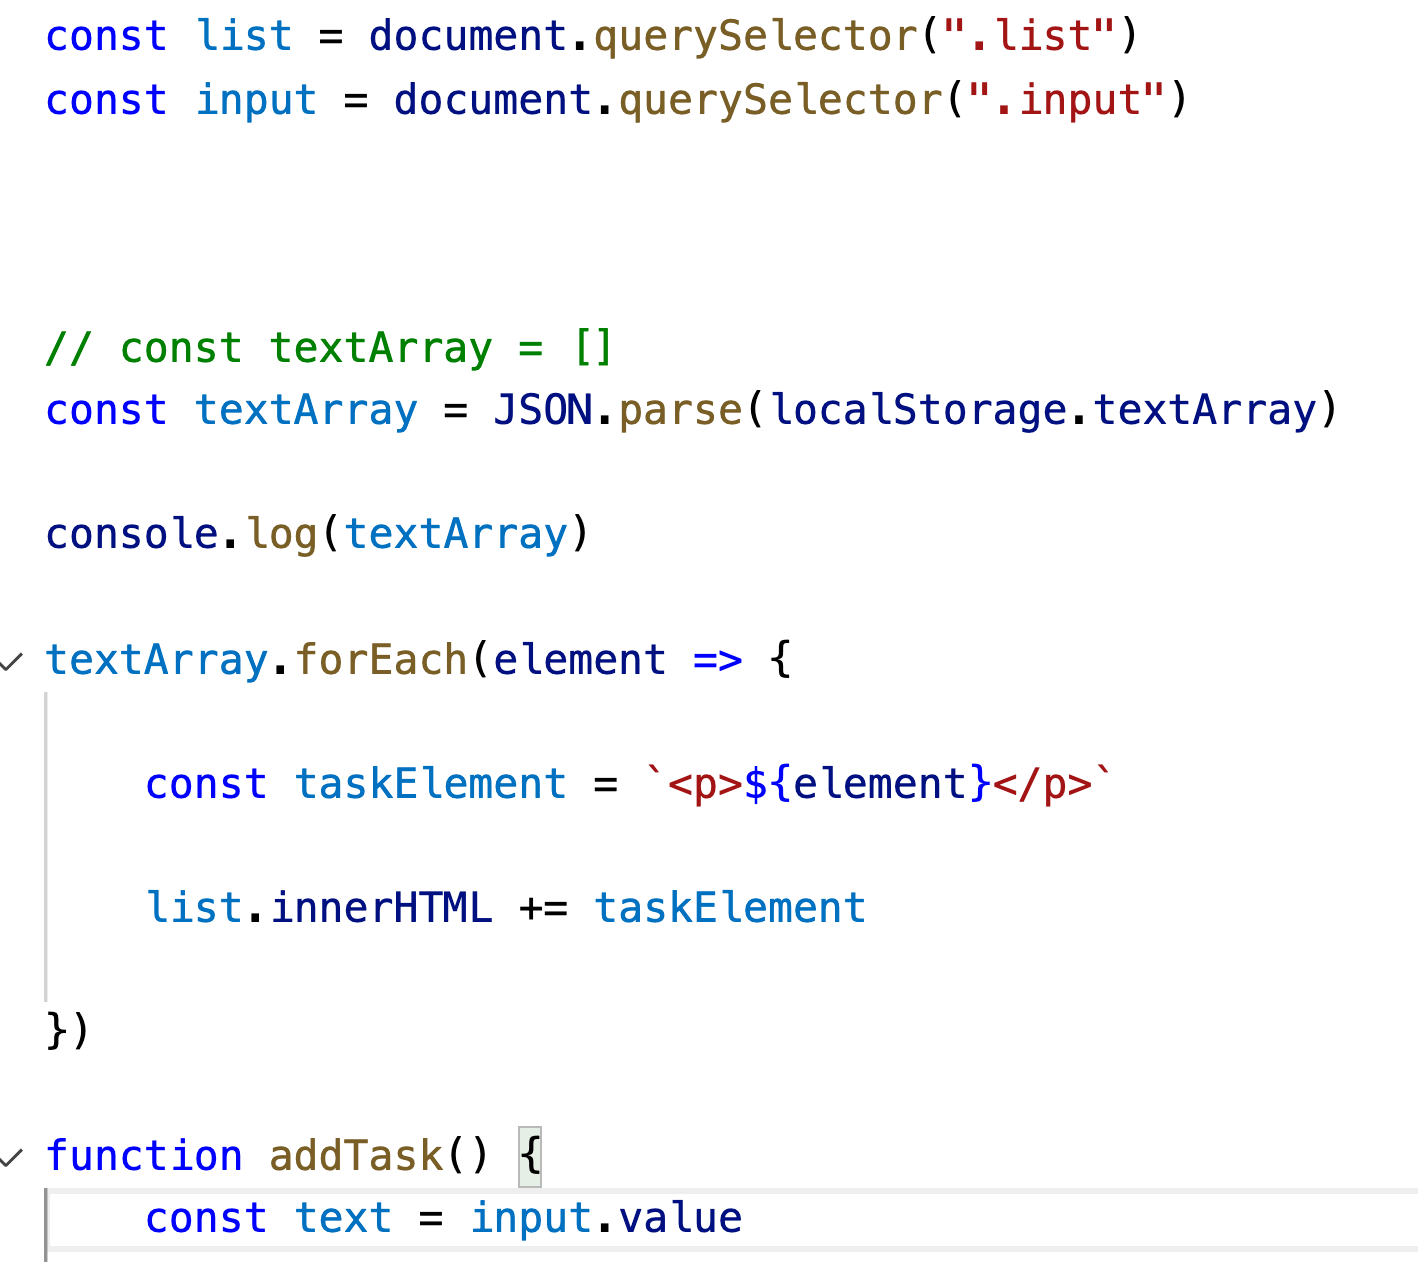 const list = document.querySelector(".list")
const input = document.querySelector(".input")
// const textArray = []
const textArray = JSON.parse(localStorage.textArray)
console.log(textArray)
textArray.forEach(element => {
    const taskElement = `<p>${element}</p>`
    list.innerHTML += taskElement
})
function addTask() {
    const text = input.value